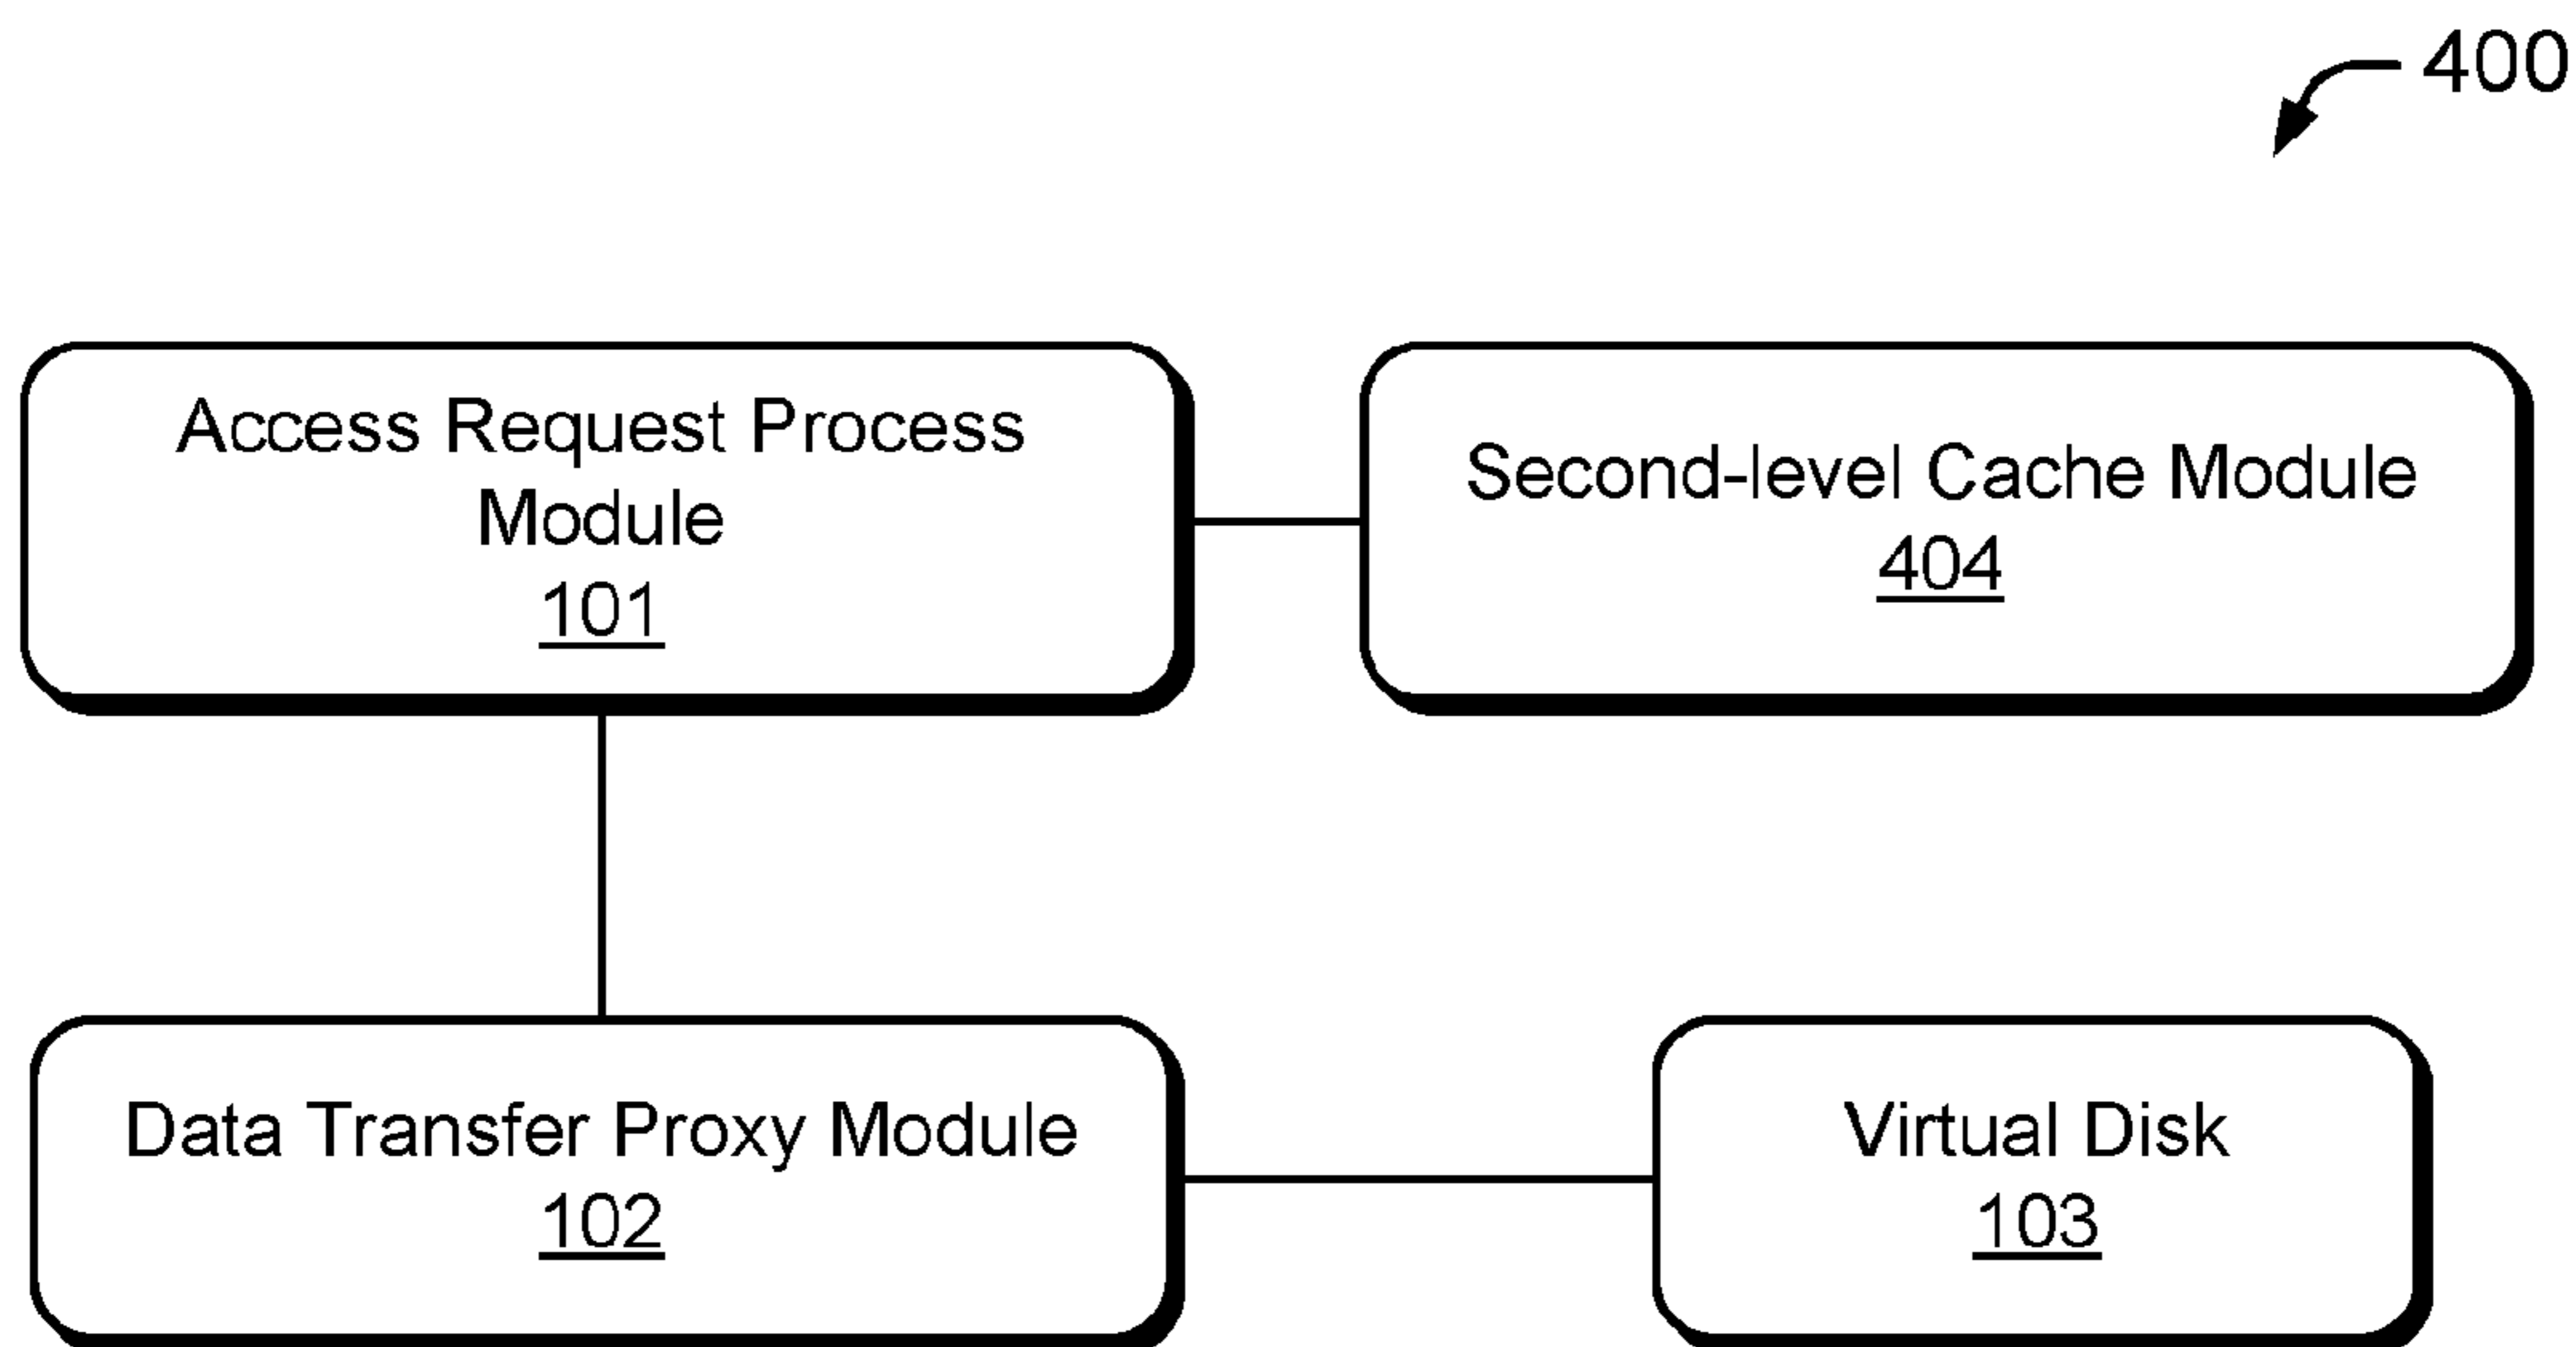 400
Access Request Process
Module
101
Second-level Cache Module
404
Data Transfer Proxy Module
102
Virtual Disk
103